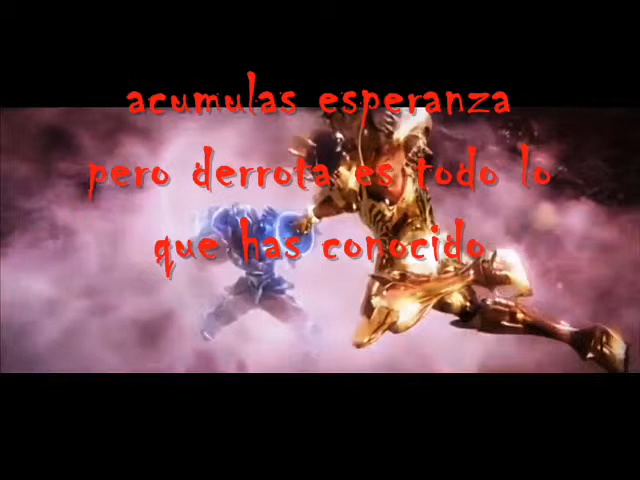 acumulas esperanza
pero derrota es todo lo
que has conocido